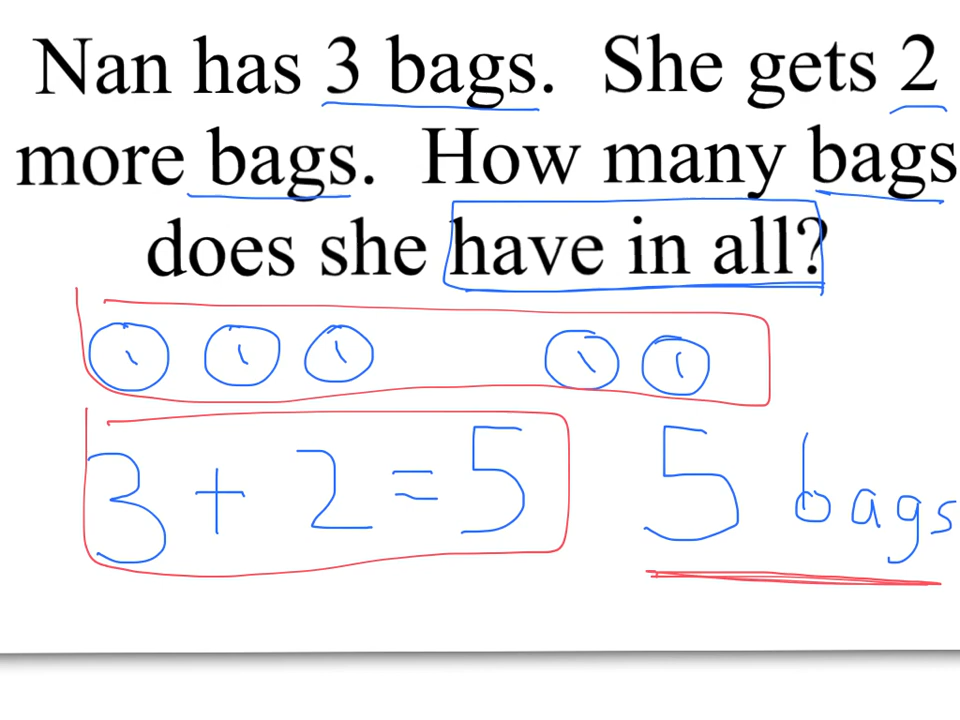 Nan has 3 bags. She gets 2
more bags. How many bags
does she have in all?
3 + 2 = 5 5 bags